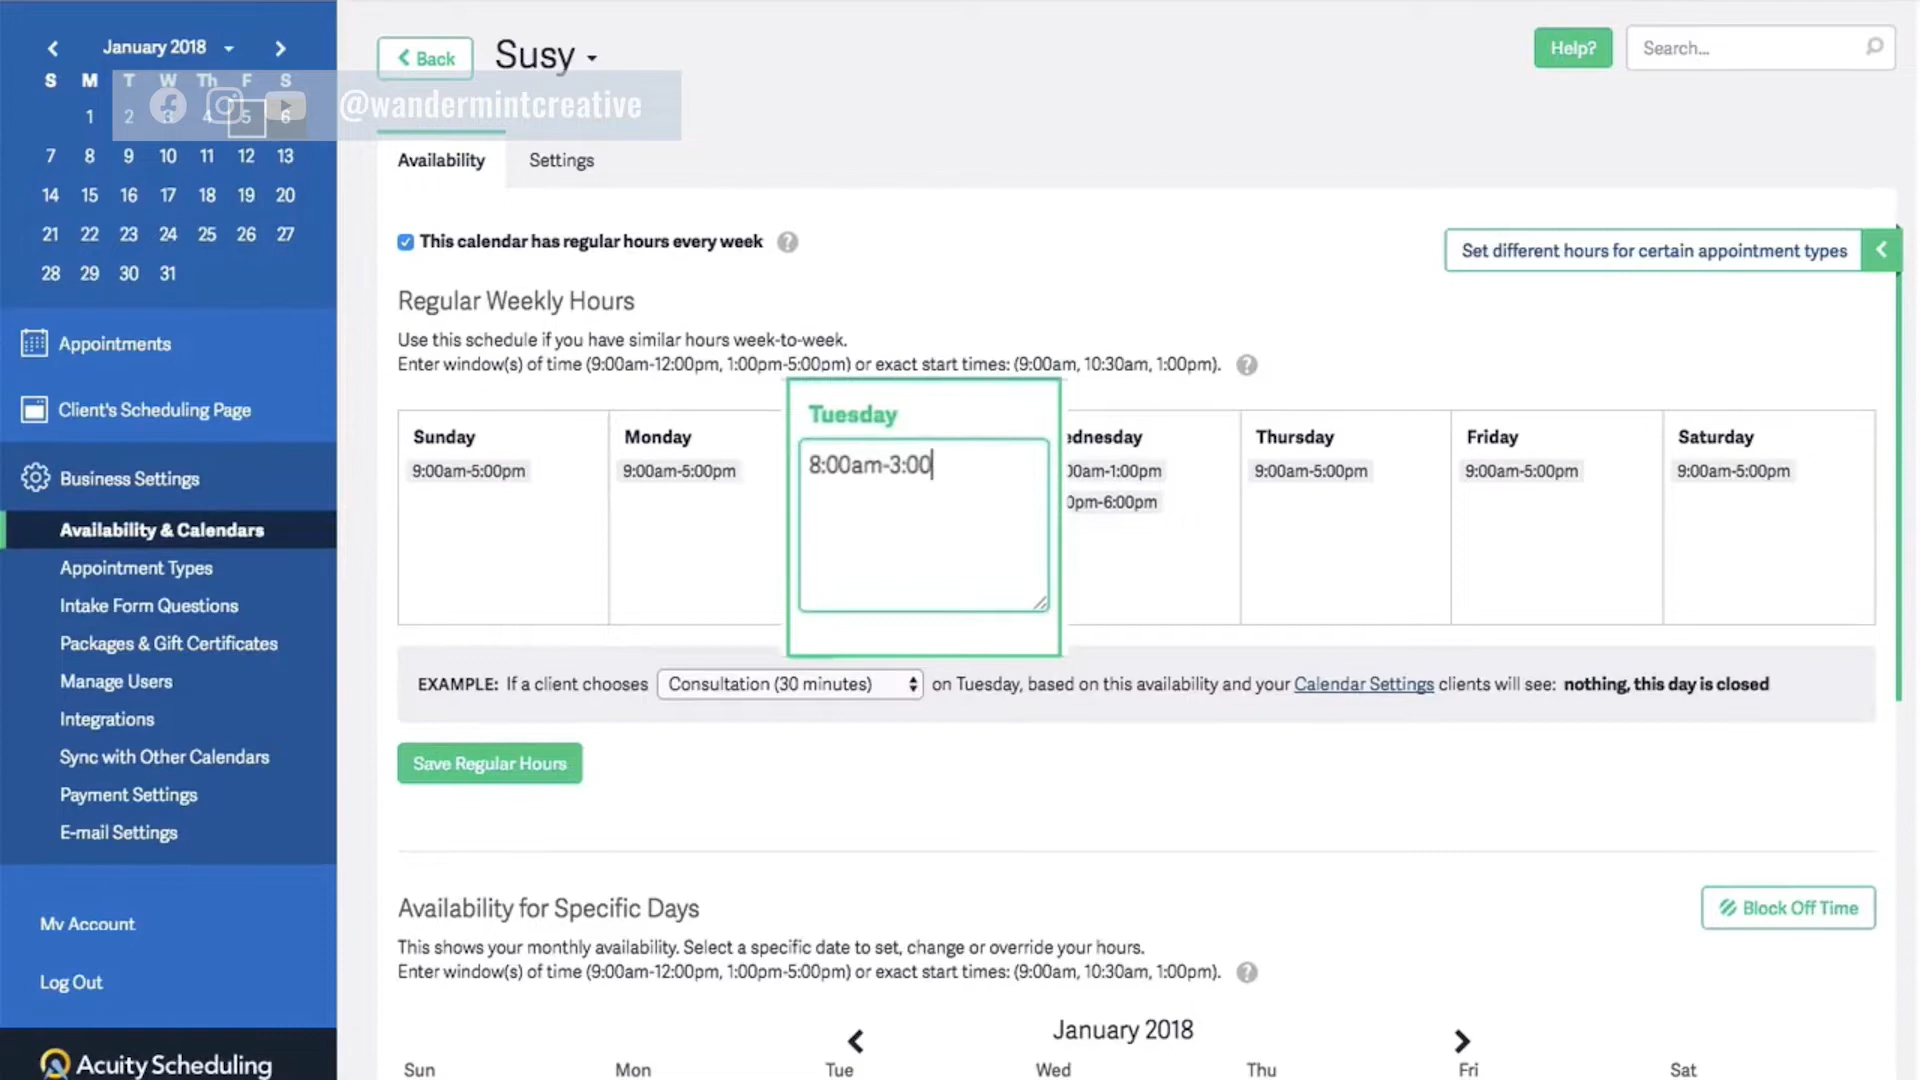 January 2018
S M T W Th F S
1 2 3 4 5 6
7 8 9 10 11 12 13
14 15 16 17 18 19 20
21 22 23 24 25 26 27
28 29 30 31
Appointments
Client's Scheduling Page
Business Settings
Availability & Calendars
Appointment Types
Intake Form Questions
Packages & Gift Certificates
Manage Users
Integrations
Sync with Other Calendars
Payment Settings
E-mail Settings
My Account
Log Out
Acuity Scheduling
Back
Susy
Help?
Search...
@wandermintcreative
Availability
Settings
This calendar has regular hours every week ?
Set different hours for certain appointment types
Regular Weekly Hours
Use this schedule if you have similar hours week-to-week.
Enter window(s) of time (9:00am-12:00pm, 1:00pm-5:00pm) or exact start times: (9:00am, 10:30am, 1:00pm). ?
Sunday
9:00am-5:00pm
Monday
9:00am-5:00pm
Tuesday
8:00am-3:00
ednesday
00am-1:00pm
0pm-6:00pm
Thursday
9:00am-5:00pm
Friday
9:00am-5:00pm
Saturday
9:00am-5:00pm
EXAMPLE: If a client chooses Consultation (30 minutes) on Tuesday, based on this availability and your Calendar Settings clients will see: nothing, this day is closed
Save Regular Hours
Availability for Specific Days
Block Off Time
This shows your monthly availability. Select a specific date to set, change or override your hours.
Enter window(s) of time (9:00am-12:00pm, 1:00pm-5:00pm) or exact start times: (9:00am, 10:30am, 1:00pm). ?
January 2018
Sun Mon Tue Wed Thu Fri Sat